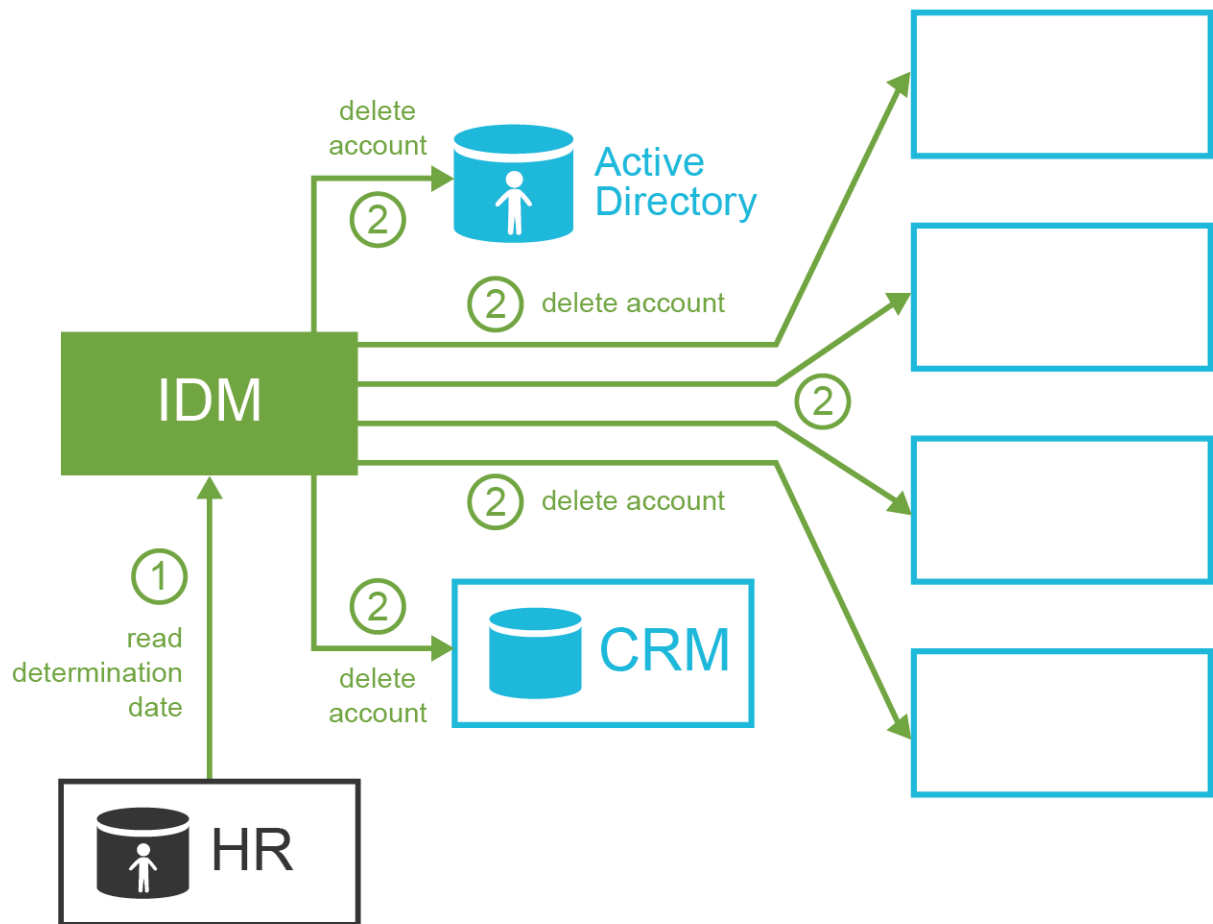 delete
account
2
Active
Directory
2 delete account
IDM
2
2 delete account
1
read
determination
date
2
delete
account
CRM
HR